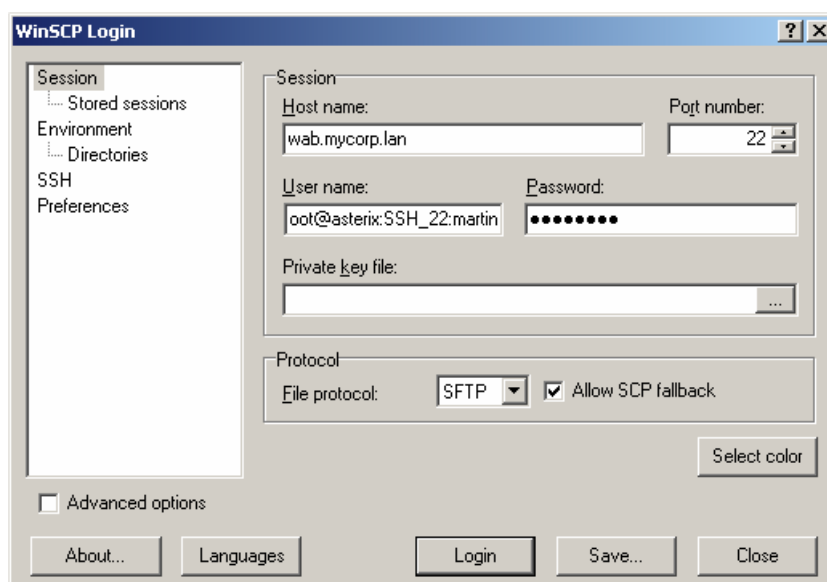 WinSCP Login
Session
Stored sessions
Environment
Directories
SSH
Preferences
Session
Host name:
Port number:
wab.mycorp.lan
22
User name:
Password:
oot@asterix:SSH_22:martin
●●●●●●●●
Private key file:
...
Protocol
File protocol:
SFTP
Allow SCP fallback
Select color
Advanced options
About...
Languages
Login
Save...
Close